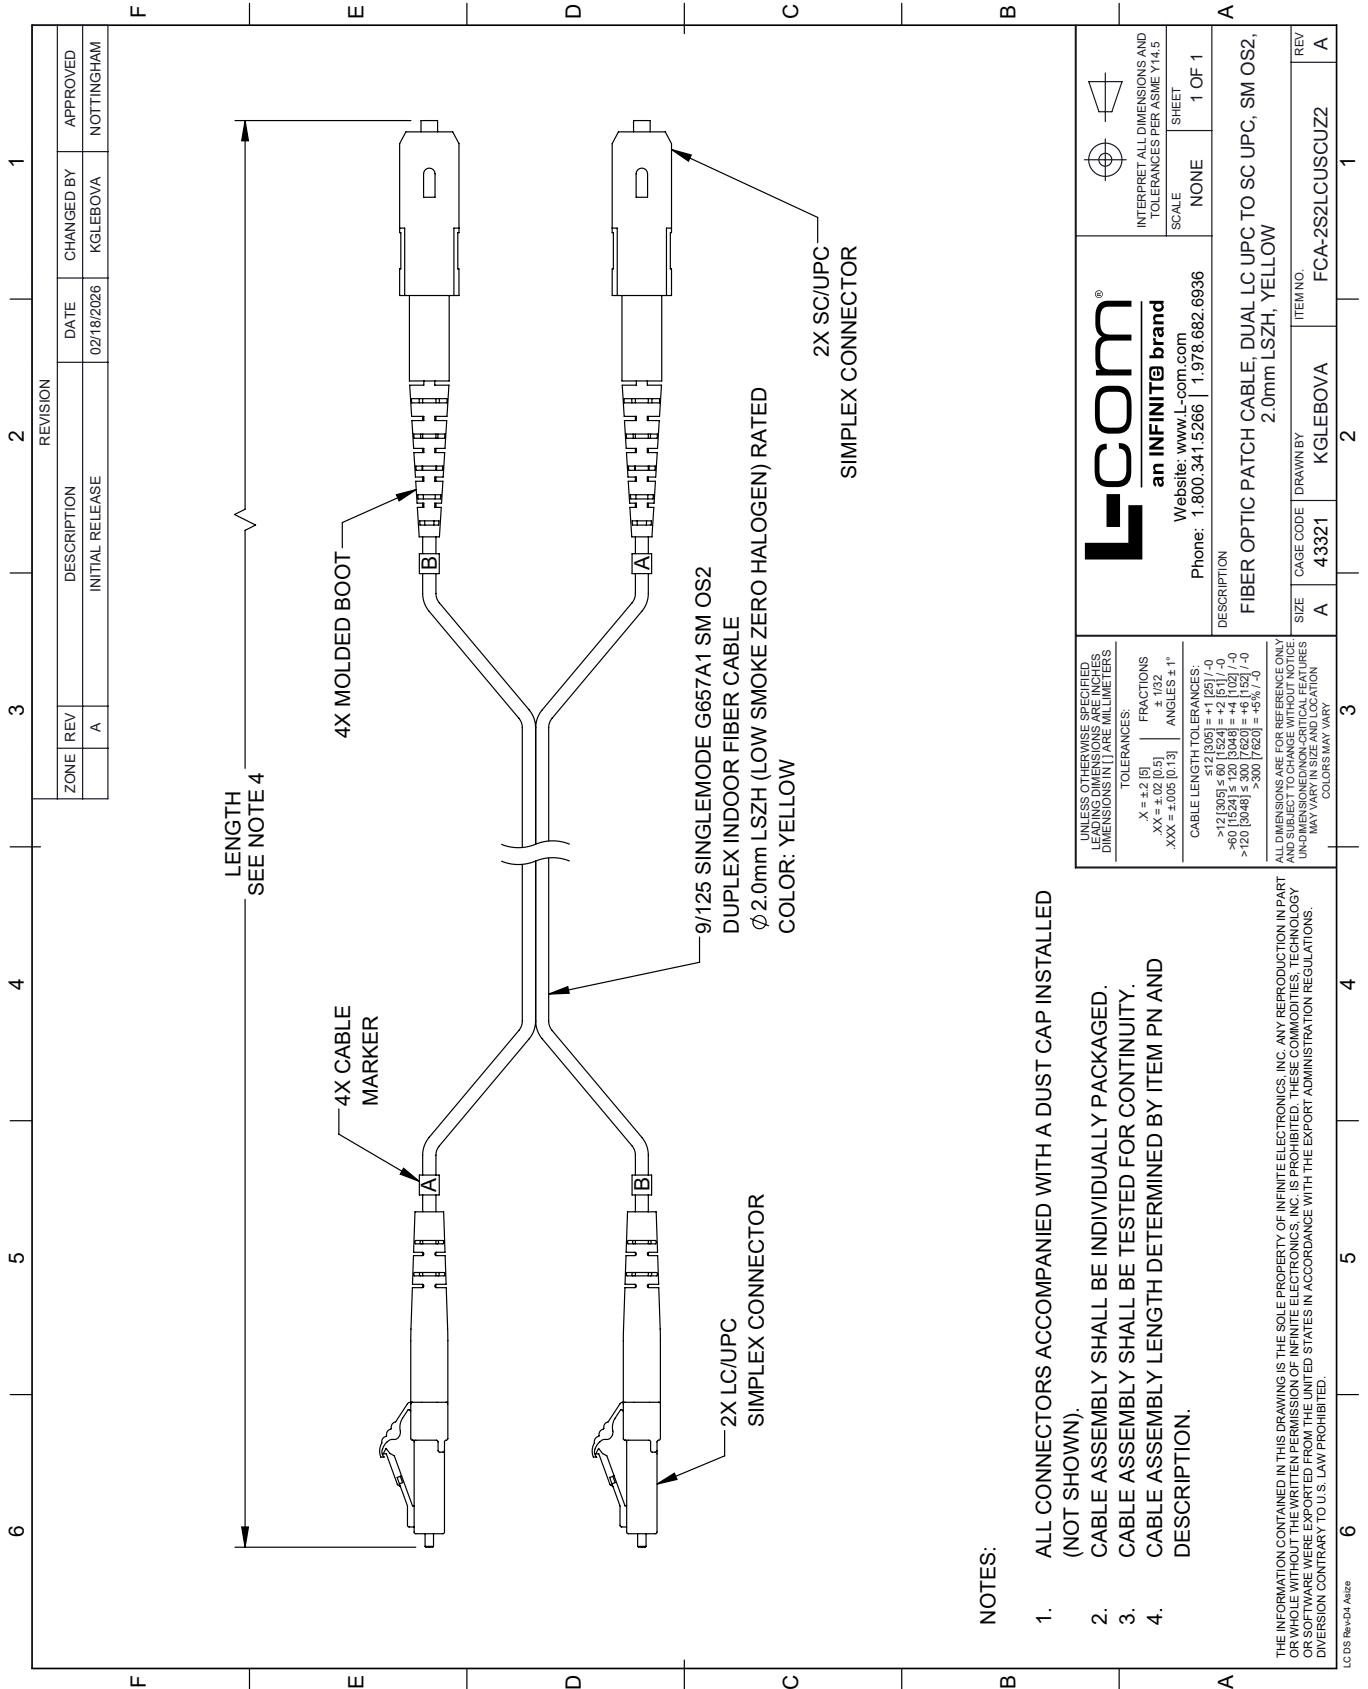 REVISION
ZONE REV DESCRIPTION DATE CHANGED BY APPROVED
A INITIAL RELEASE 02/18/2026 KGLEBOVA NOTTINGHAM
6 5 4 3 2 1
F
E
D
C
B
A
F
E
D
C
B
A
LENGTH
SEE NOTE 4
4X CABLE
MARKER
4X MOLDED BOOT
A
B
B
A
2X LC/UPC
SIMPLEX CONNECTOR
9/125 SINGLEMODE G657A1 SM OS2
DUPLEX INDOOR FIBER CABLE
∅2.0mm LSZH (LOW SMOKE ZERO HALOGEN) RATED
COLOR: YELLOW
2X SC/UPC
SIMPLEX CONNECTOR
NOTES:
1. ALL CONNECTORS ACCOMPANIED WITH A DUST CAP INSTALLED
(NOT SHOWN).
2. CABLE ASSEMBLY SHALL BE INDIVIDUALLY PACKAGED.
3. CABLE ASSEMBLY SHALL BE TESTED FOR CONTINUITY.
4. CABLE ASSEMBLY LENGTH DETERMINED BY ITEM PN AND
DESCRIPTION.
THE INFORMATION CONTAINED IN THIS DRAWING IS THE SOLE PROPERTY OF INFINITE ELECTRONICS, INC. ANY REPRODUCTION IN PART
OR WHOLE WITHOUT THE WRITTEN PERMISSION OF INFINITE ELECTRONICS, INC. IS PROHIBITED. THESE COMMODITIES, TECHNOLOGY
OR SOFTWARE WERE EXPORTED FROM THE UNITED STATES IN ACCORDANCE WITH THE EXPORT ADMINISTRATION REGULATIONS.
DIVERSION CONTRARY TO U.S. LAW PROHIBITED.
UNLESS OTHERWISE SPECIFIED
LEADING DIMENSIONS ARE INCHES
DIMENSIONS IN [ ] ARE MILLIMETERS
TOLERANCES:
.X = ±.2 [5] FRACTIONS
.XX = ±.02 [0.5] ± 1/32
.XXX = ±.005 [0.13] ANGLES ± 1°
CABLE LENGTH TOLERANCES:
≤12 [305] = +1 [25] / -0
>12 [305] ≤ 60 [1524] = +2 [51] / -0
>60 [1524] ≤ 120 [3048] = +4 [102] / -0
>120 [3048] ≤ 300 [7620] = +6 [152] / -0
>300 [7620] = +5% / -0
ALL DIMENSIONS ARE FOR REFERENCE ONLY
AND SUBJECT TO CHANGE WITHOUT NOTICE.
UN-DIMENSIONED/NON-CRITICAL FEATURES
MAY VARY IN SIZE AND LOCATION
COLORS MAY VARY
L-com®
an INFINITe brand
Website: www.L-com.com
Phone: 1.800.341.5266 | 1.978.682.6936
INTERPRET ALL DIMENSIONS AND
TOLERANCES PER ASME Y14.5
SCALE NONE
SHEET 1 OF 1
DESCRIPTION
FIBER OPTIC PATCH CABLE, DUAL LC UPC TO SC UPC, SM OS2,
2.0mm LSZH, YELLOW
SIZE CAGE CODE DRAWN BY ITEM NO. REV
A 43321 KGLEBOVA FCA-2S2LCUSCUZ2 A
6 5 4 3 2 1
LC DS Rev-D4 Asize